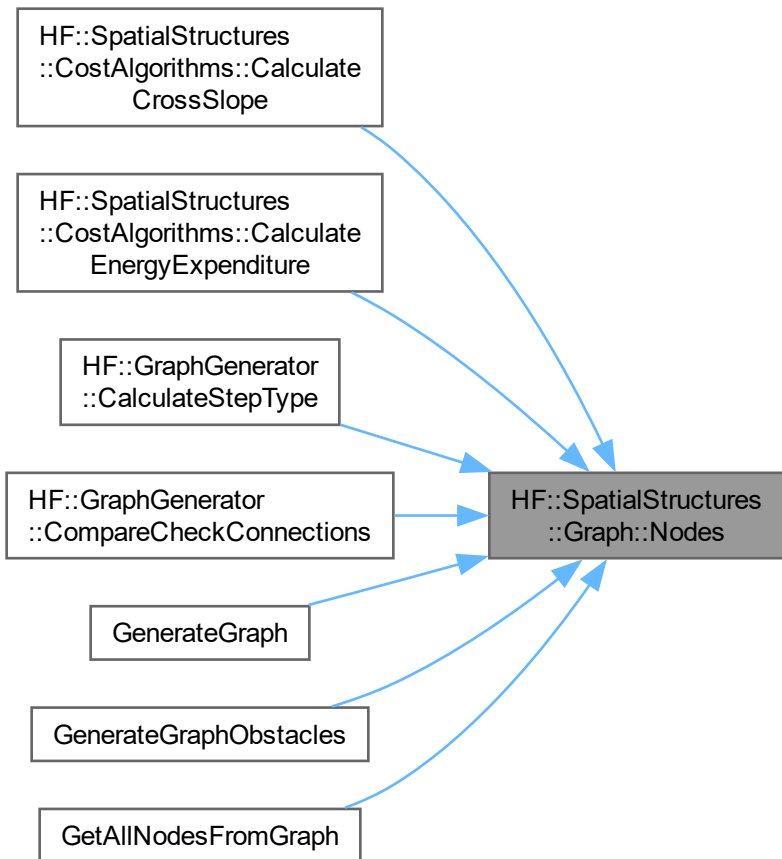 HF::SpatialStructures
::CostAlgorithms::Calculate
CrossSlope
HF::SpatialStructures
::CostAlgorithms::Calculate
EnergyExpenditure
HF::GraphGenerator
::CalculateStepType
HF::GraphGenerator
::CompareCheckConnections
HF::SpatialStructures
::Graph::Nodes
GenerateGraph
GenerateGraphObstacles
GetAllNodesFromGraph